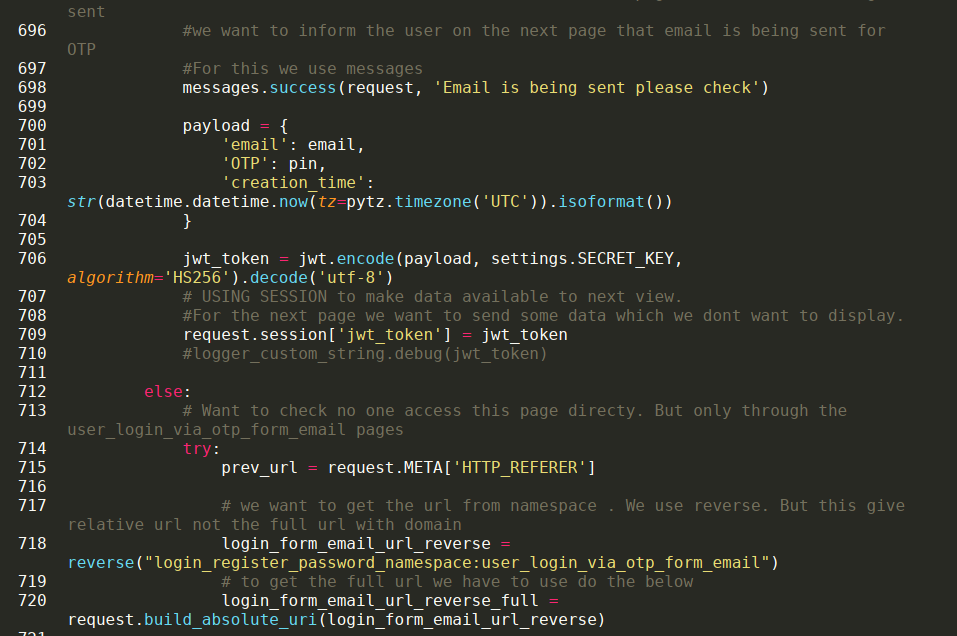 sent
696 #we want to inform the user on the next page that email is being sent for
OTP
697 #For this we use messages
698 messages.success(request, 'Email is being sent please check')
699
700 payload = {
701 'email': email,
702 'OTP': pin,
703 'creation_time':
str(datetime.datetime.now(tz=pytz.timezone('UTC')).isoformat())
704 }
705
706 jwt_token = jwt.encode(payload, settings.SECRET_KEY,
algorithm='HS256').decode('utf-8')
707 # USING SESSION to make data available to next view.
708 #For the next page we want to send some data which we dont want to display.
709 request.session['jwt_token'] = jwt_token
710 #logger_custom_string.debug(jwt_token)
711
712 else:
713 # Want to check no one access this page directy. But only through the
user_login_via_otp_form_email pages
714 try:
715 prev_url = request.META['HTTP_REFERER']
716
717 # we want to get the url from namespace . We use reverse. But this give
relative url not the full url with domain
718 login_form_email_url_reverse =
reverse("login_register_password_namespace:user_login_via_otp_form_email")
719 # to get the full url we have to use do the below
720 login_form_email_url_reverse_full =
request.build_absolute_uri(login_form_email_url_reverse)